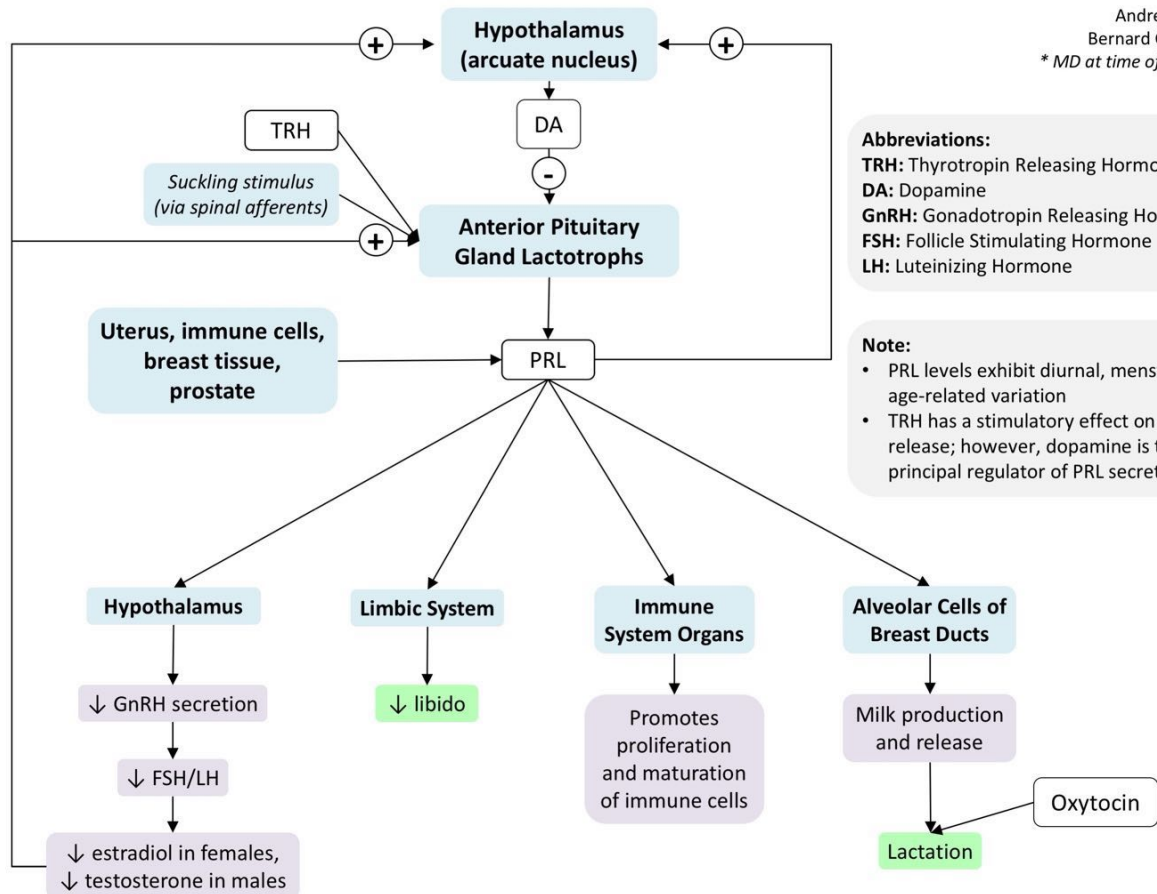 Andre
Bernard
* MD at time of
+
Hypothalamus
(arcuate nucleus)
+
DA
TRH
-
Suckling stimulus
(via spinal afferents)
+
Anterior Pituitary
Gland Lactotrophs
Abbreviations:
TRH: Thyrotropin Releasing Hormo
DA: Dopamine
GnRH: Gonadotropin Releasing Ho
FSH: Follicle Stimulating Hormone
LH: Luteinizing Hormone
Uterus, immune cells,
breast tissue,
prostate
PRL
Note:
• PRL levels exhibit diurnal, menst
age-related variation
• TRH has a stimulatory effect on
release; however, dopamine is t
principal regulator of PRL secret
Hypothalamus
↓ GnRH secretion
↓ FSH/LH
↓ estradiol in females,
↓ testosterone in males
Limbic System
↓ libido
Immune
System Organs
Promotes
proliferation
and maturation
of immune cells
Alveolar Cells of
Breast Ducts
Milk production
and release
Oxytocin
Lactation